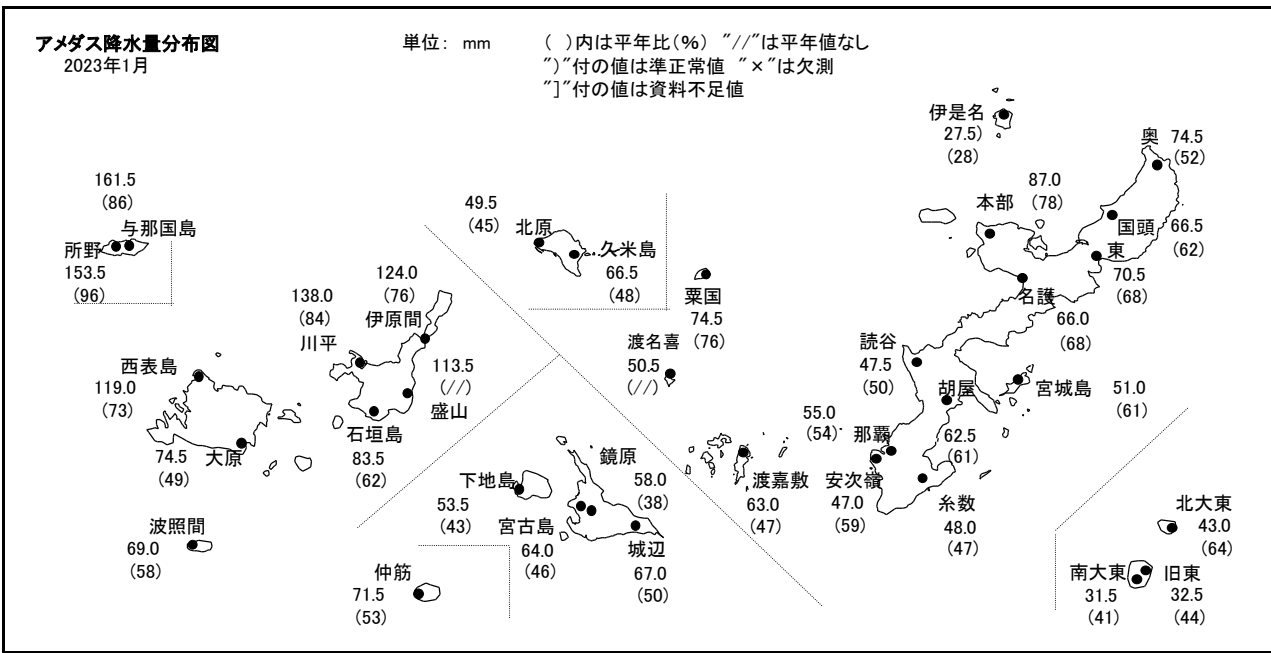 アメダス降水量分布図
2023年1月
単位: mm
( )内は平年比(%) ″//″は平年値なし
″)″付の値は準正常値 ″×″は欠測
″]″付の値は資料不足値
伊是名
27.5)
(28)
奥 74.5
(52)
87.0
(78)
本部
国頭 66.5
(62)
東
70.5
(68)
名護
66.0
(68)
161.5
(86)
与那国島
所野
153.5
(96)
49.5
(45)
北原
久米島
66.5
(48)
粟国
74.5
(76)
渡名喜
50.5
(//)
124.0
(76)
伊原間
138.0
(84)
川平
113.5
(//)
盛山
石垣島
83.5
(62)
西表島
119.0
(73)
大原
74.5
(49)
波照間
69.0
(58)
読谷
47.5
(50)
胡屋
62.5
(61)
宮城島
51.0
(61)
55.0
(54)
那覇
安次嶺
47.0
(59)
糸数
48.0
(47)
渡嘉敷
63.0
(47)
鏡原
58.0
(38)
下地島
53.5
(43)
宮古島
64.0
(46)
城辺
67.0
(50)
仲筋
71.5
(53)
北大東
43.0
(64)
南大東
31.5
(41)
旧東
32.5
(44)